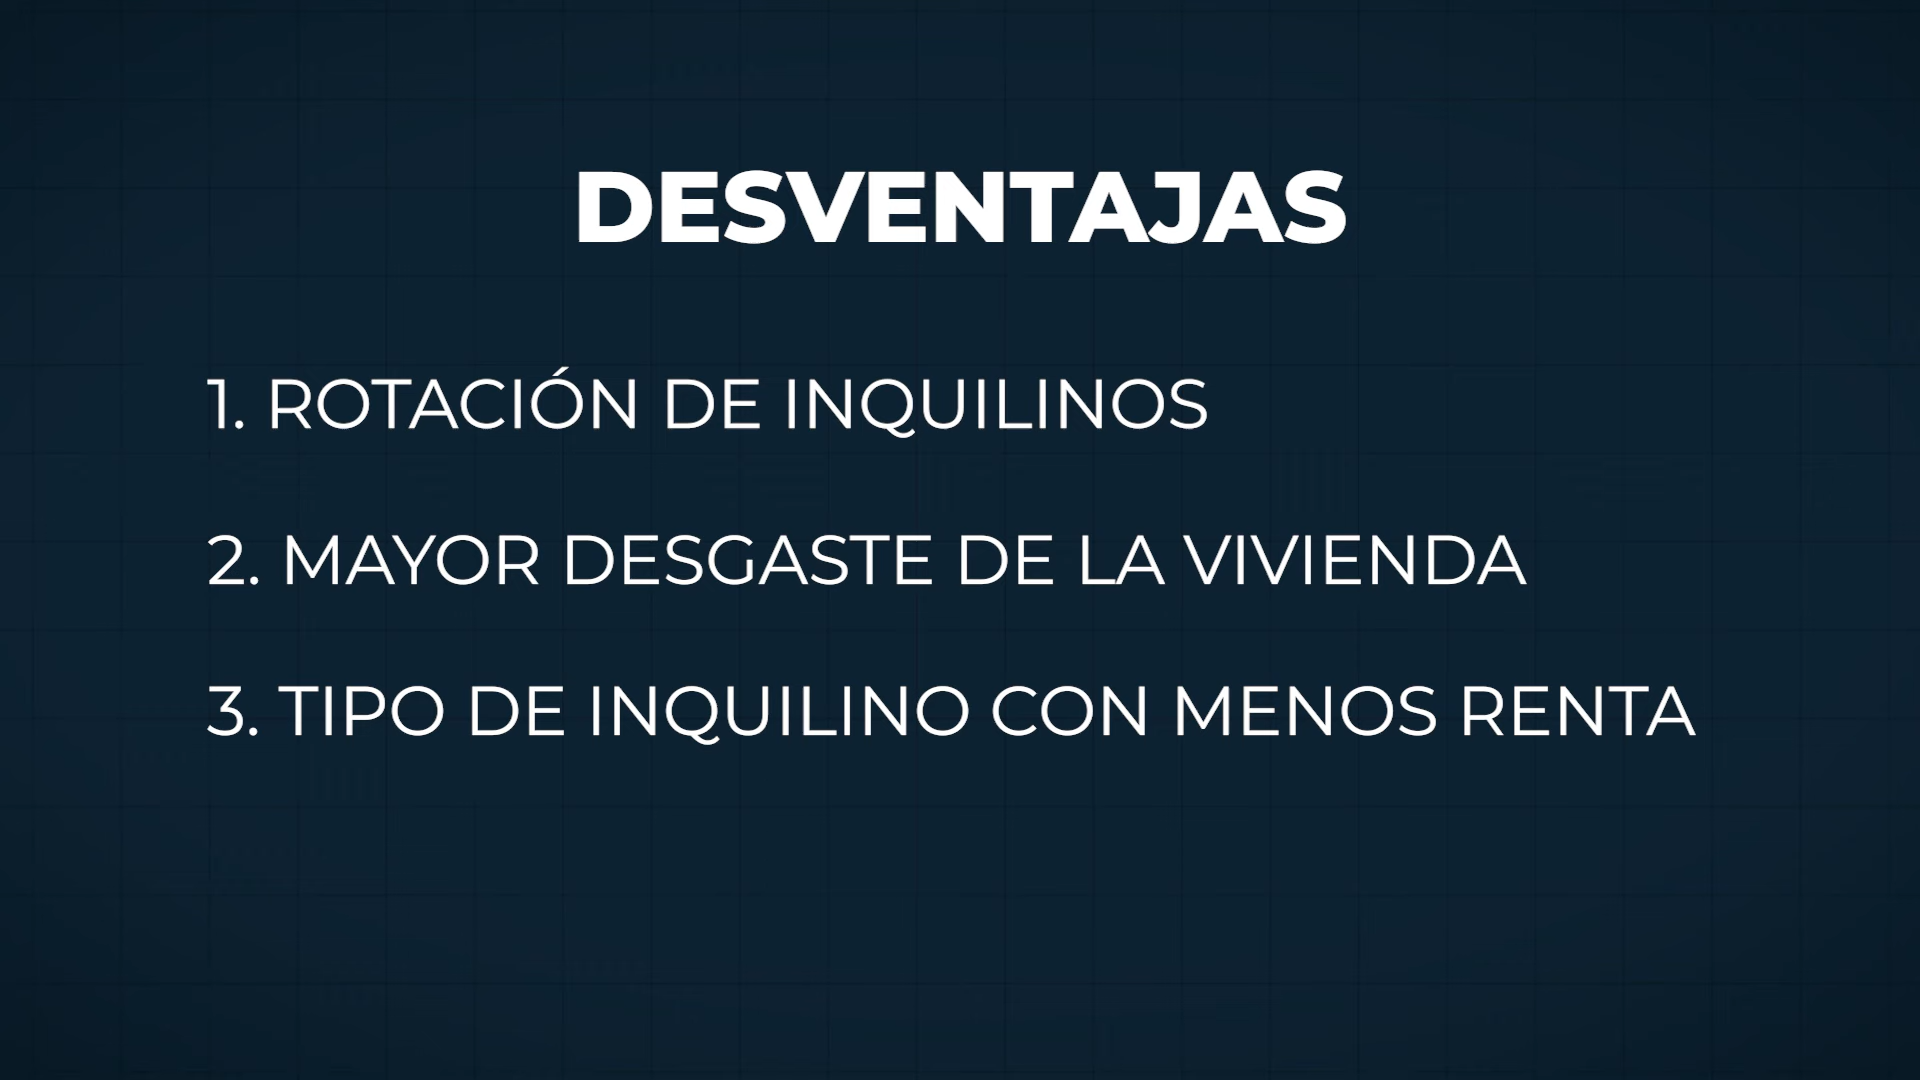 DESVENTAJAS
1. ROTACIÓN DE INQUILINOS
2. MAYOR DESGASTE DE LA VIVIENDA
3. TIPO DE INQUILINO CON MENOS RENTA